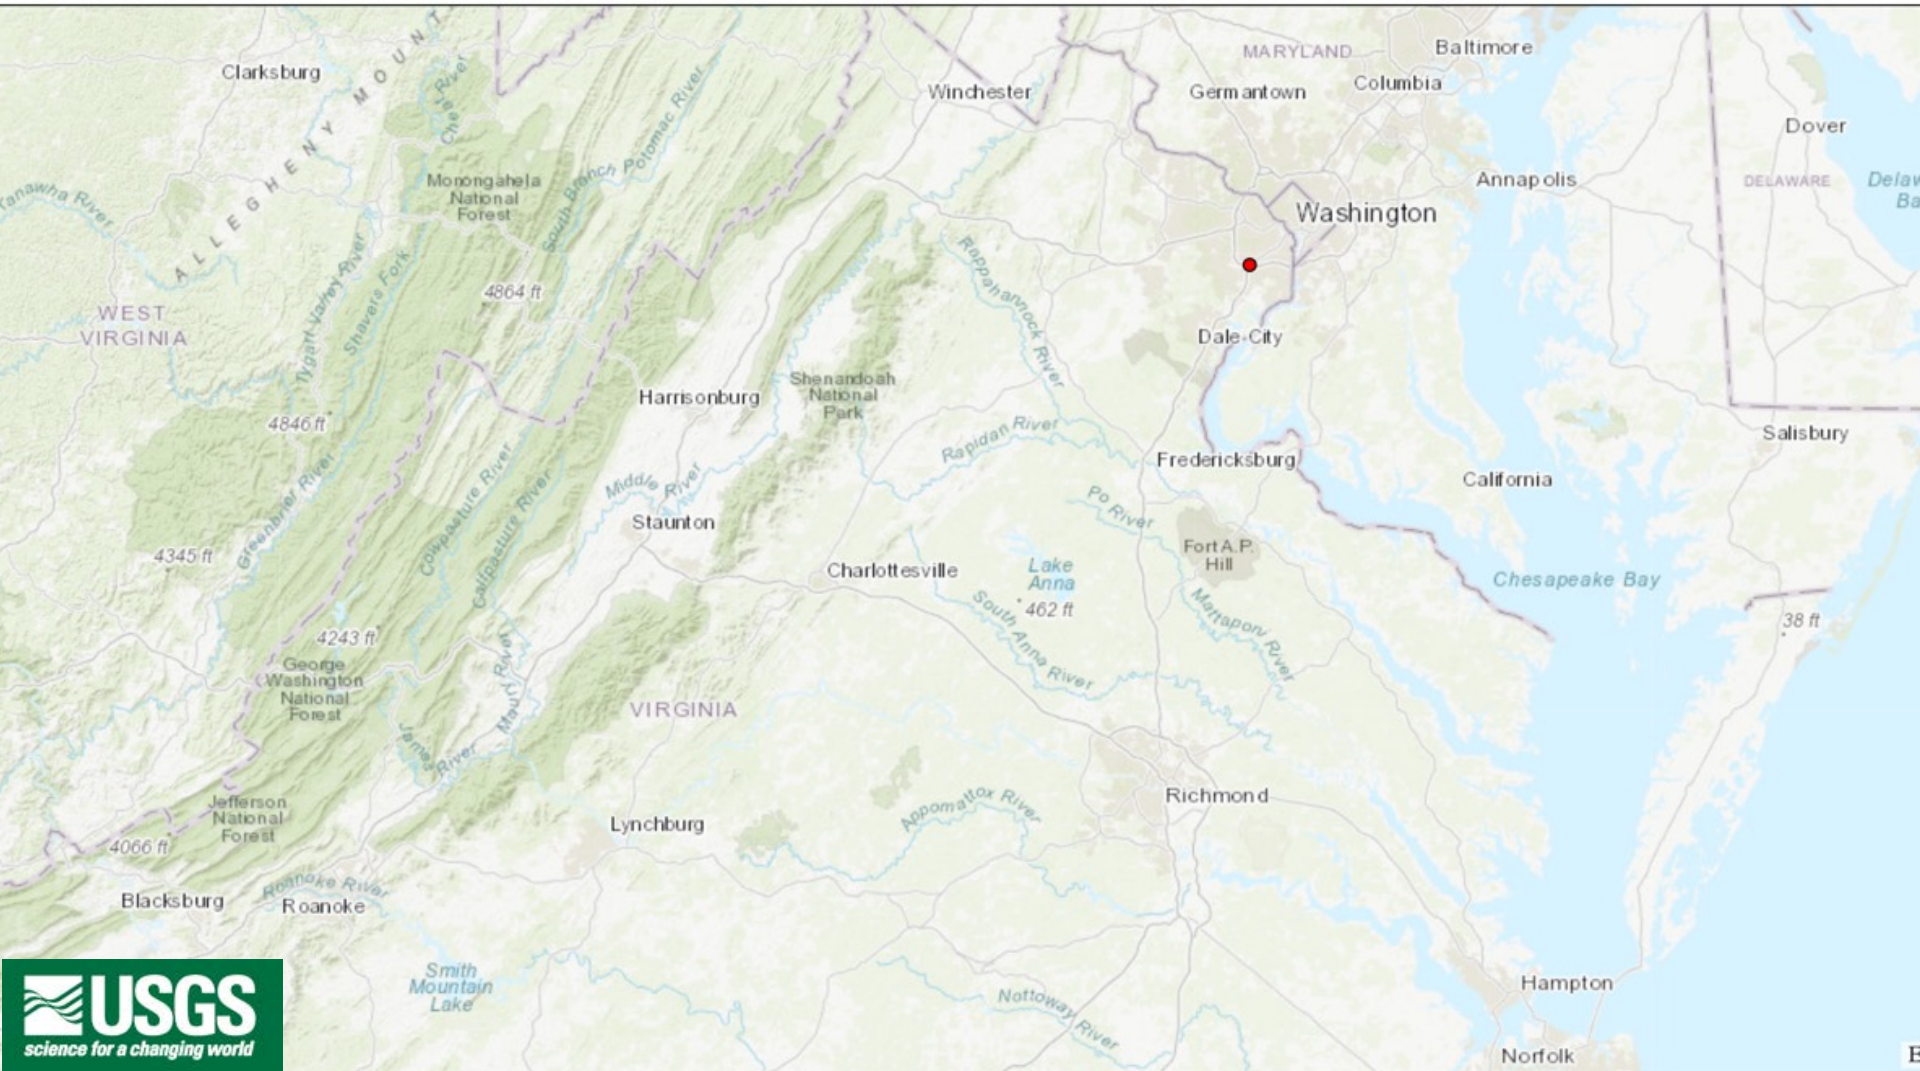 Clarksburg
ALLEGHENY MOUNT
Cheat River
Winchester
MARYLAND
Baltimore
Germantown
Columbia
Dover
Monongahela
National
Forest
South Branch Potomac River
Annapolis
DELAWARE
Delaw
Ba
Washington
Tygart Valley River
Shavers Fork
4864 ft
WEST
VIRGINIA
Rappahannock River
Dale City
Shenandoah
National
Park
Harrisonburg
4846 ft
Rapidan River
Salisbury
Fredericksburg
California
Middle River
Po River
Staunton
Greenbrier River
Cowpasture River
Calfpasture River
4345 ft
Fort A.P.
Hill
Charlottesville
Lake
Anna
462 ft
Chesapeake Bay
South Anna River
Mattaponi River
38 ft
4243 ft
George
Washington
National
Forest
Maury River
VIRGINIA
James River
Jefferson
National
Forest
Richmond
Appomattox River
Lynchburg
4066 ft
Roanoke River
Blacksburg
Roanoke
Smith
Mountain
Lake
Nottoway River
Hampton
Norfolk
E
USGS
science for a changing world